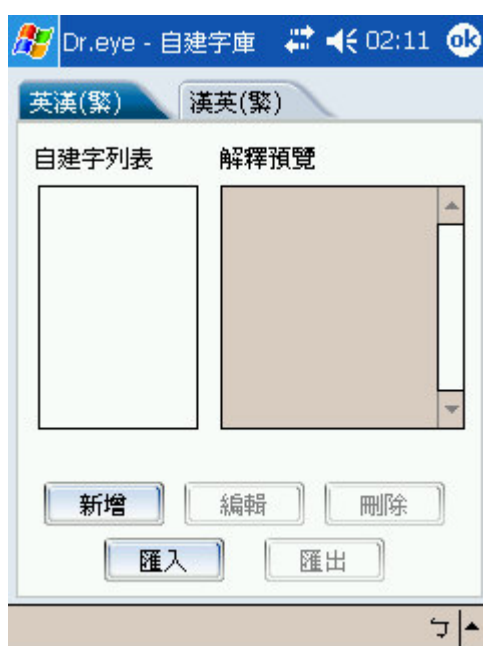 Dr.eye - 自建字庫 02:11 ok
英漢(繁) 漢英(繁)
自建字列表 解釋預覽
新增 編輯 刪除
匯入 匯出
ㄅ